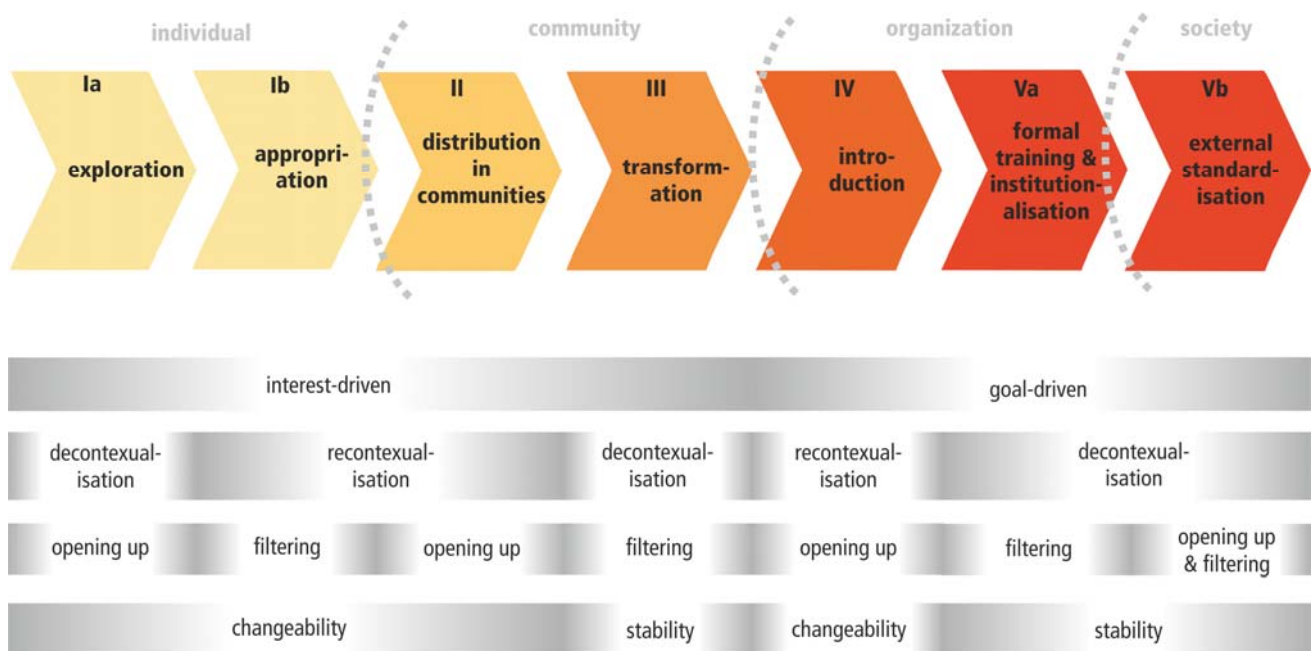 individual
community
organization
society
Ia
exploration
Ib
appropri-
ation
II
distribution
in
communities
III
transform-
ation
IV
intro-
duction
Va
formal
training &
institution-
alisation
Vb
external
standard-
isation
interest-driven
goal-driven
decontexual-
isation
recontexual-
isation
decontexual-
isation
recontexual-
isation
decontexual-
isation
opening up
filtering
opening up
filtering
opening up
filtering
opening up
& filtering
changeability
stability
changeability
stability